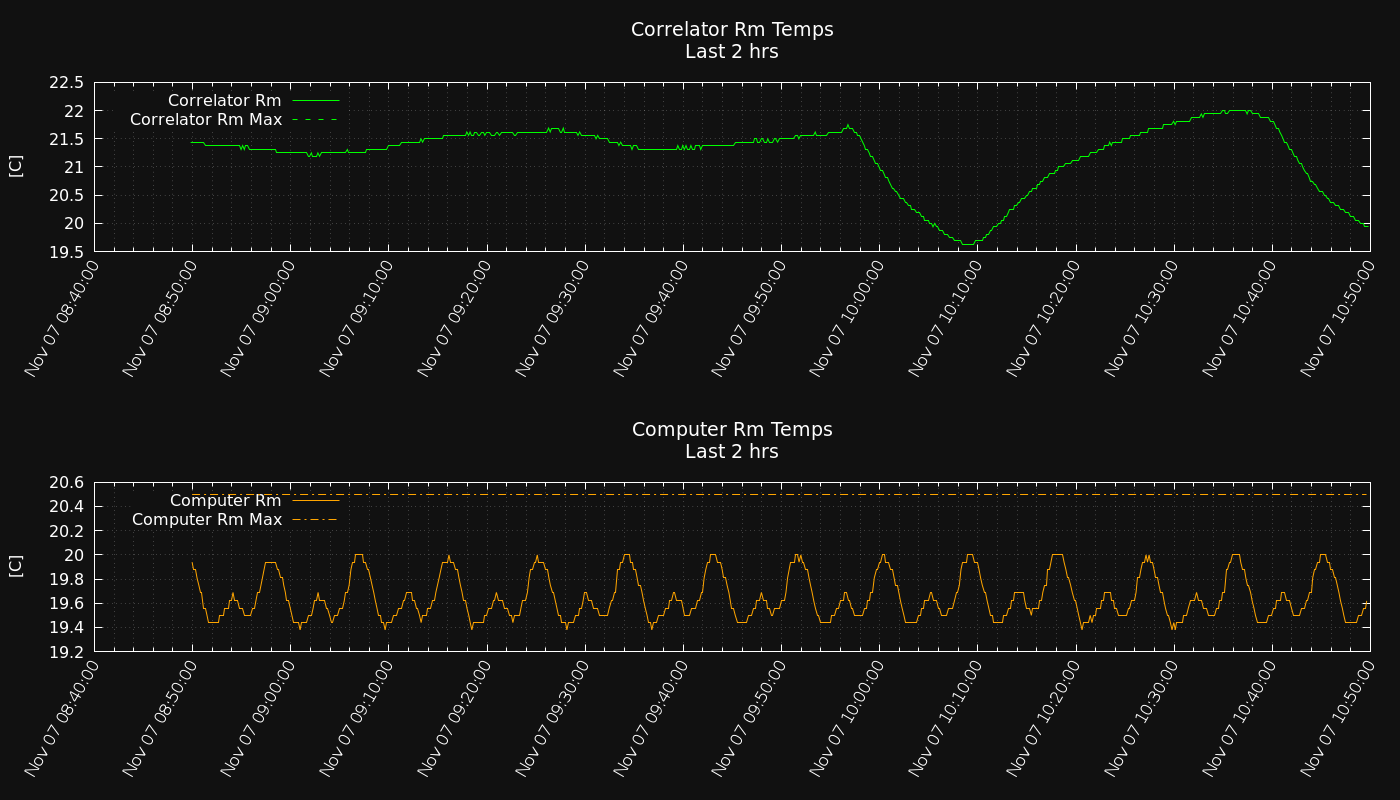 Correlator Rm Temps
Last 2 hrs
22.5
22
21.5
21
20.5
20
19.5
[C]
Correlator Rm
Correlator Rm Max
Nov 07 08:40:00
Nov 07 08:50:00
Nov 07 09:00:00
Nov 07 09:10:00
Nov 07 09:20:00
Nov 07 09:30:00
Nov 07 09:40:00
Nov 07 09:50:00
Nov 07 10:00:00
Nov 07 10:10:00
Nov 07 10:20:00
Nov 07 10:30:00
Nov 07 10:40:00
Nov 07 10:50:00
Computer Rm Temps
Last 2 hrs
20.6
20.4
20.2
20
19.8
19.6
19.4
19.2
[C]
Computer Rm
Computer Rm Max
Nov 07 08:40:00
Nov 07 08:50:00
Nov 07 09:00:00
Nov 07 09:10:00
Nov 07 09:20:00
Nov 07 09:30:00
Nov 07 09:40:00
Nov 07 09:50:00
Nov 07 10:00:00
Nov 07 10:10:00
Nov 07 10:20:00
Nov 07 10:30:00
Nov 07 10:40:00
Nov 07 10:50:00